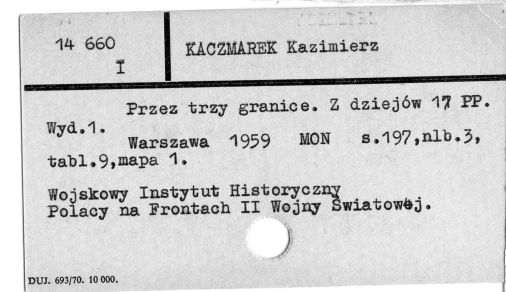 14 660
I
KACZMAREK Kazimierz
Przez trzy granice. Z dziejów 17 PP.
Wyd.1.
Warszawa 1959 MON s.197,nlb.3,
tabl.9,mapa 1.
Wojskowy Instytut Historyczny
Polacy na Frontach II Wojny Światowej.
DUJ. 693/70. 10 000.